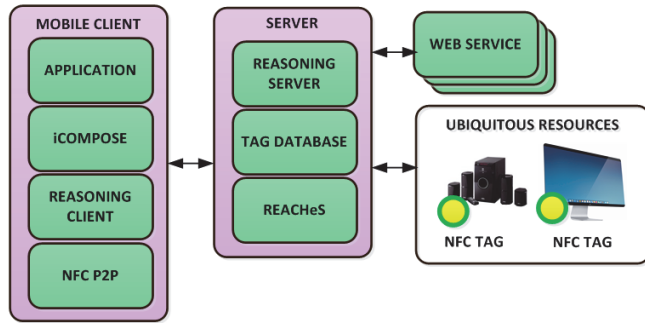 MOBILE CLIENT
APPLICATION
iCOMPOSE
REASONING
CLIENT
NFC P2P
SERVER
REASONING
SERVER
TAG DATABASE
REACHeS
WEB SERVICE
UBIQUITOUS RESOURCES
NFC TAG
NFC TAG